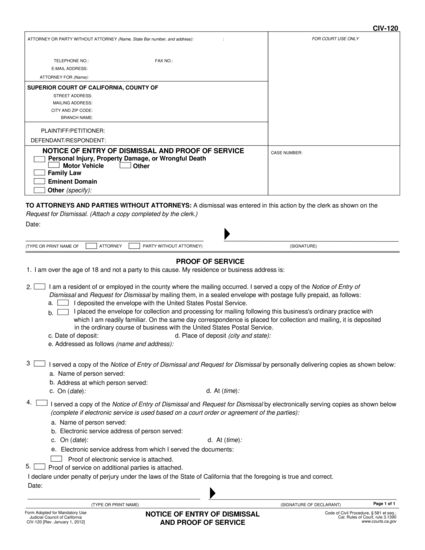 CIV-120
ATTORNEY OR PARTY WITHOUT ATTORNEY (Name, State Bar number, and address): :
FOR COURT USE ONLY
TELEPHONE NO.: FAX NO.:
E-MAIL ADDRESS:
ATTORNEY FOR (Name):
SUPERIOR COURT OF CALIFORNIA, COUNTY OF
STREET ADDRESS:
MAILING ADDRESS:
CITY AND ZIP CODE:
BRANCH NAME:
PLAINTIFF/PETITIONER:
DEFENDANT/RESPONDENT:
NOTICE OF ENTRY OF DISMISSAL AND PROOF OF SERVICE
CASE NUMBER:
Personal Injury, Property Damage, or Wrongful Death
Motor Vehicle Other
Family Law
Eminent Domain
Other (specify):
TO ATTORNEYS AND PARTIES WITHOUT ATTORNEYS: A dismissal was entered in this action by the clerk as shown on the
Request for Dismissal. (Attach a copy completed by the clerk.)
Date:
(TYPE OR PRINT NAME OF ATTORNEY PARTY WITHOUT ATTORNEY) (SIGNATURE)
PROOF OF SERVICE
1. I am over the age of 18 and not a party to this cause. My residence or business address is:
2. I am a resident of or employed in the county where the mailing occurred. I served a copy of the Notice of Entry of
Dismissal and Request for Dismissal by mailing them, in a sealed envelope with postage fully prepaid, as follows:
a. I deposited the envelope with the United States Postal Service.
b. I placed the envelope for collection and processing for mailing following this business's ordinary practice with
which I am readily familiar. On the same day correspondence is placed for collection and mailing, it is deposited
in the ordinary course of business with the United States Postal Service.
c. Date of deposit: d. Place of deposit (city and state):
e. Addressed as follows (name and address):
3 I served a copy of the Notice of Entry of Dismissal and Request for Dismissal by personally delivering copies as shown below:
a. Name of person served:
b. Address at which person served:
c. On (date): d. At (time):
4. I served a copy of the Notice of Entry of Dismissal and Request for Dismissal by electronically serving copies as shown below
(complete if electronic service is used based on a court order or agreement of the parties):
a. Name of person served:
b. Electronic service address of person served:
c. On (date): d. At (time):
e. Electronic service address from which I served the documents:
Proof of electronic service is attached.
5. Proof of service on additional parties is attached.
I declare under penalty of perjury under the laws of the State of California that the foregoing is true and correct.
Date:
(TYPE OR PRINT NAME) (SIGNATURE OF DECLARANT)
Page 1 of 1
Form Adopted for Mandatory Use
Judicial Council of California
CIV-120 [Rev. January 1, 2012]
NOTICE OF ENTRY OF DISMISSAL
AND PROOF OF SERVICE
Code of Civil Procedure, § 581 et seq.;
Cal. Rules of Court, rule 3.1390
www.courts.ca.gov